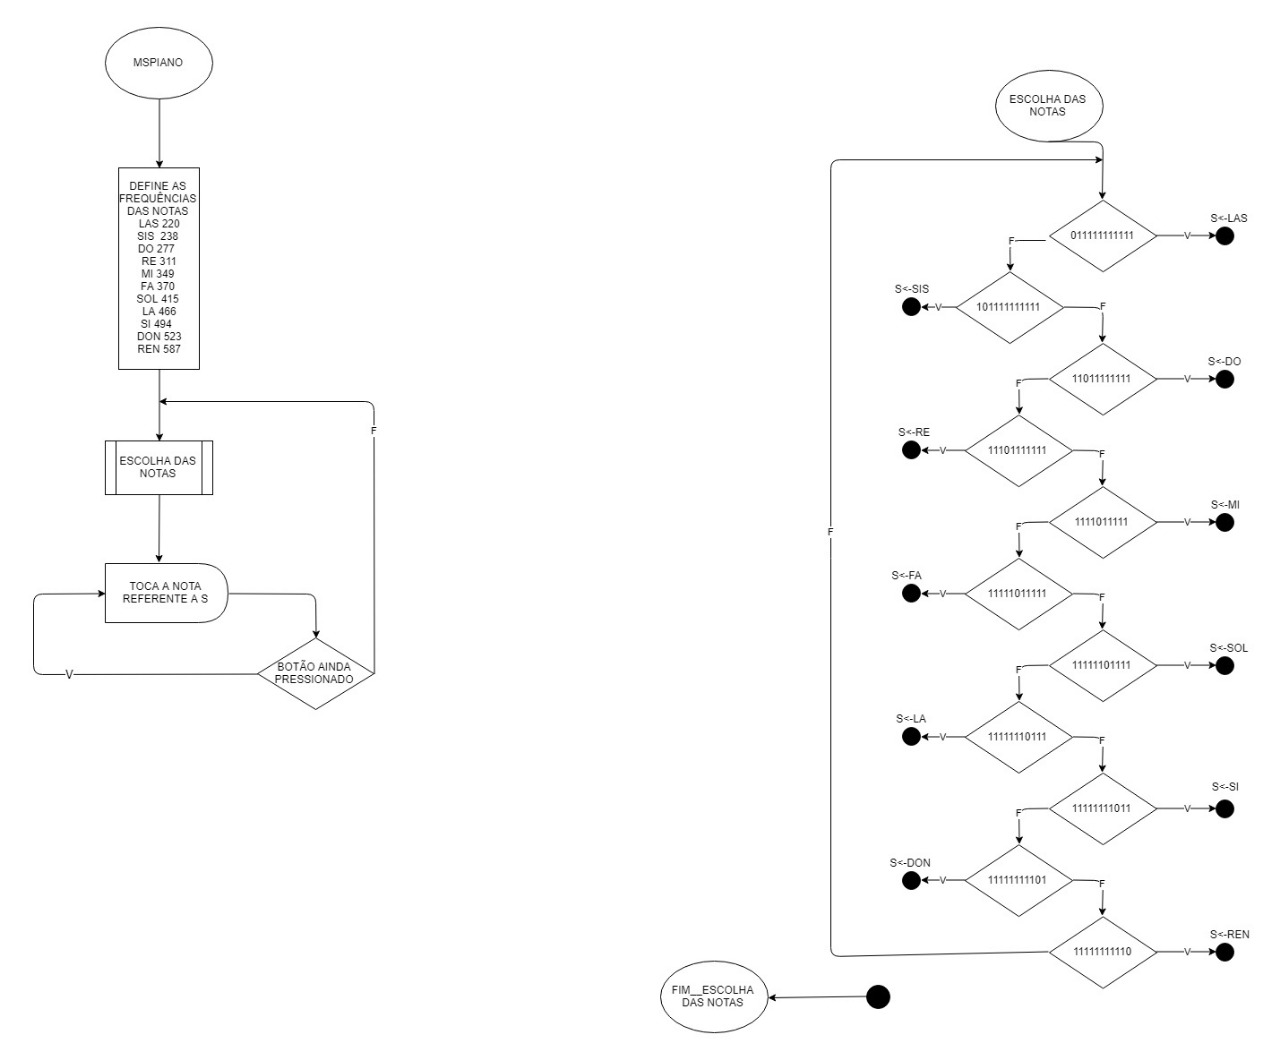 MSPIANO
DEFINE AS
FREQUÊNCIAS
DAS NOTAS
LAS 220
SIS 238
DO 277
RE 311
MI 349
FA 370
SOL 415
LA 466
SI 494
DON 523
REN 587
F
ESCOLHA DAS
NOTAS
TOCA A NOTA
REFERENTE A S
BOTÃO AINDA
PRESSIONADO
V
ESCOLHA DAS
NOTAS
011111111111
V
S<-LAS
F
101111111111
V
S<-SIS
F
11011111111
V
S<-DO
F
11101111111
V
S<-RE
F
1111011111
V
S<-MI
F
11111011111
V
S<-FA
F
11111101111
V
S<-SOL
F
11111110111
V
S<-LA
F
11111111011
V
S<-SI
F
11111111101
V
S<-DON
F
11111111110
V
S<-REN
F
FIM__ESCOLHA
DAS NOTAS